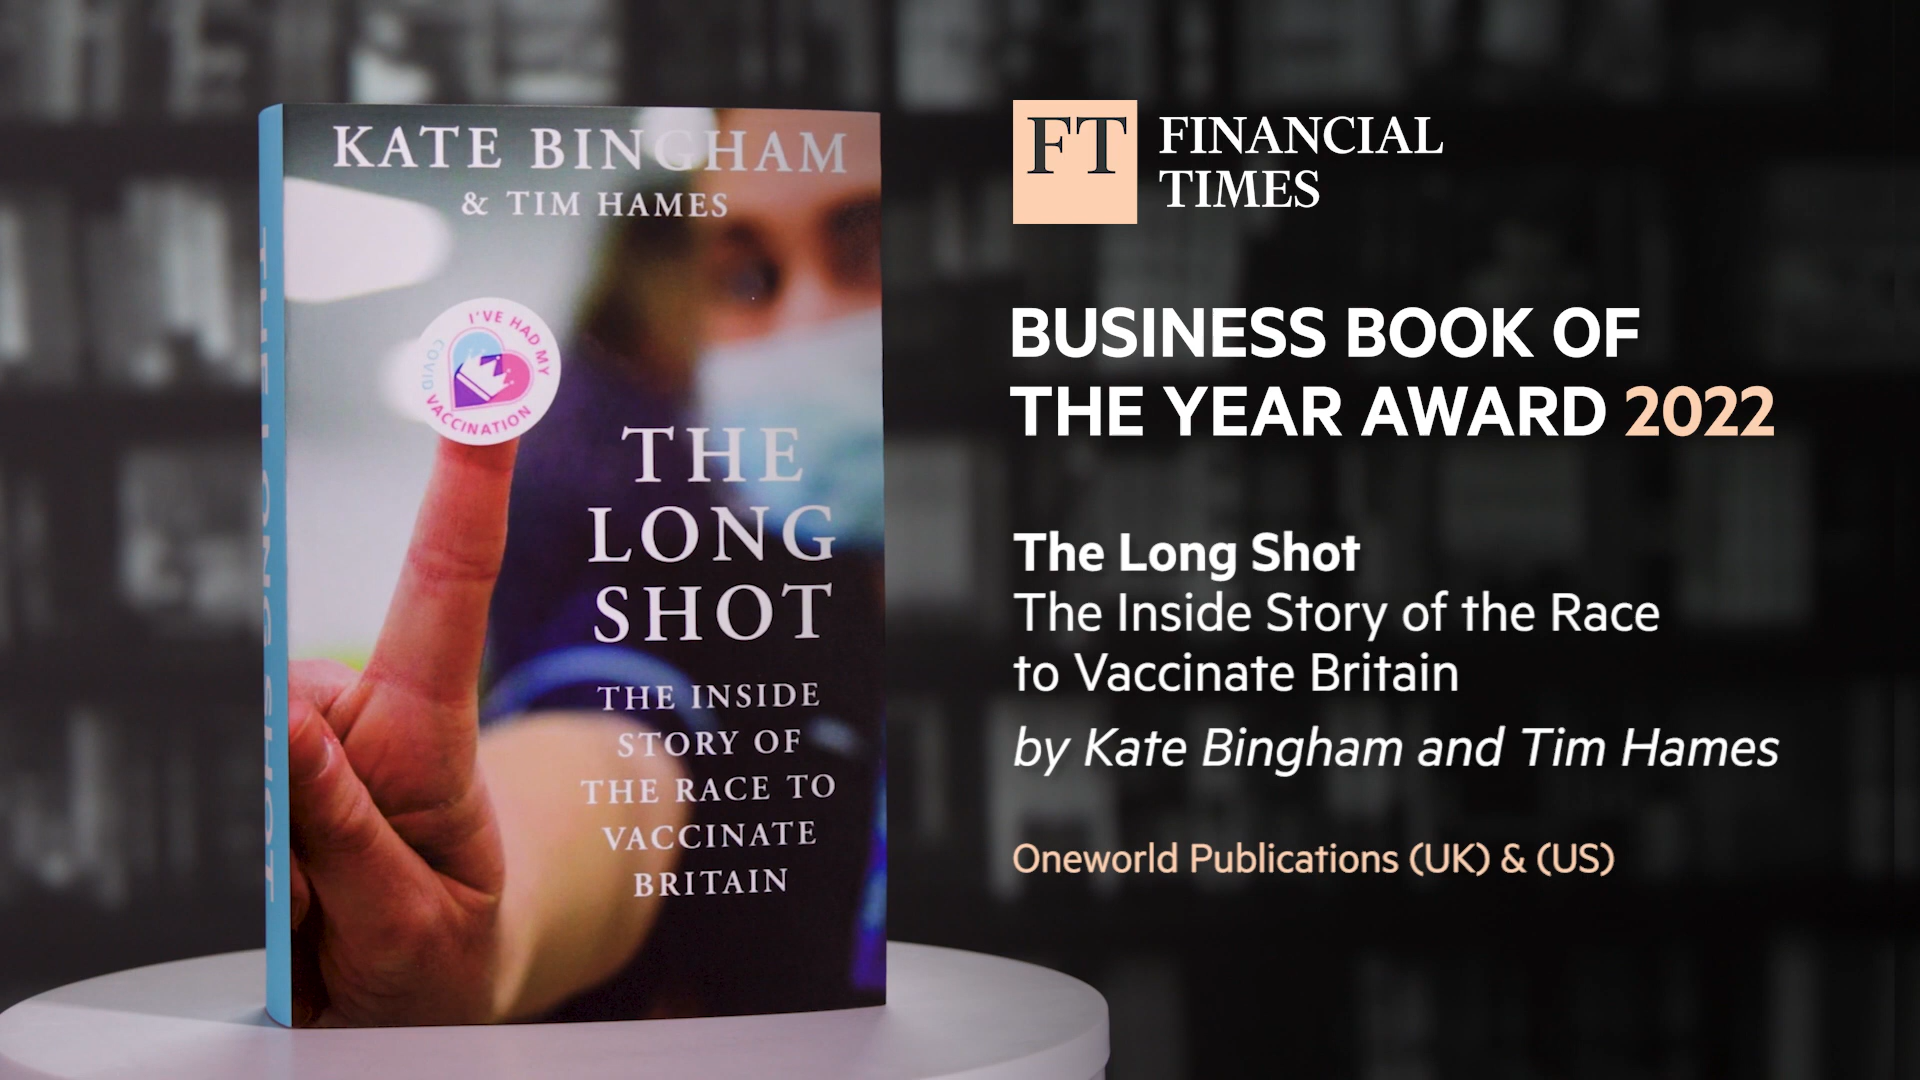 KATE BINGHAM
& TIM HAMES
I'VE HAD MY
COVID VACCINATION
THE
LONG
SHOT
THE INSIDE
STORY OF
THE RACE TO
VACCINATE
BRITAIN
THE LONG SHOT
FT FINANCIAL
TIMES
BUSINESS BOOK OF
THE YEAR AWARD 2022
The Long Shot
The Inside Story of the Race
to Vaccinate Britain
by Kate Bingham and Tim Hames
Oneworld Publications (UK) & (US)